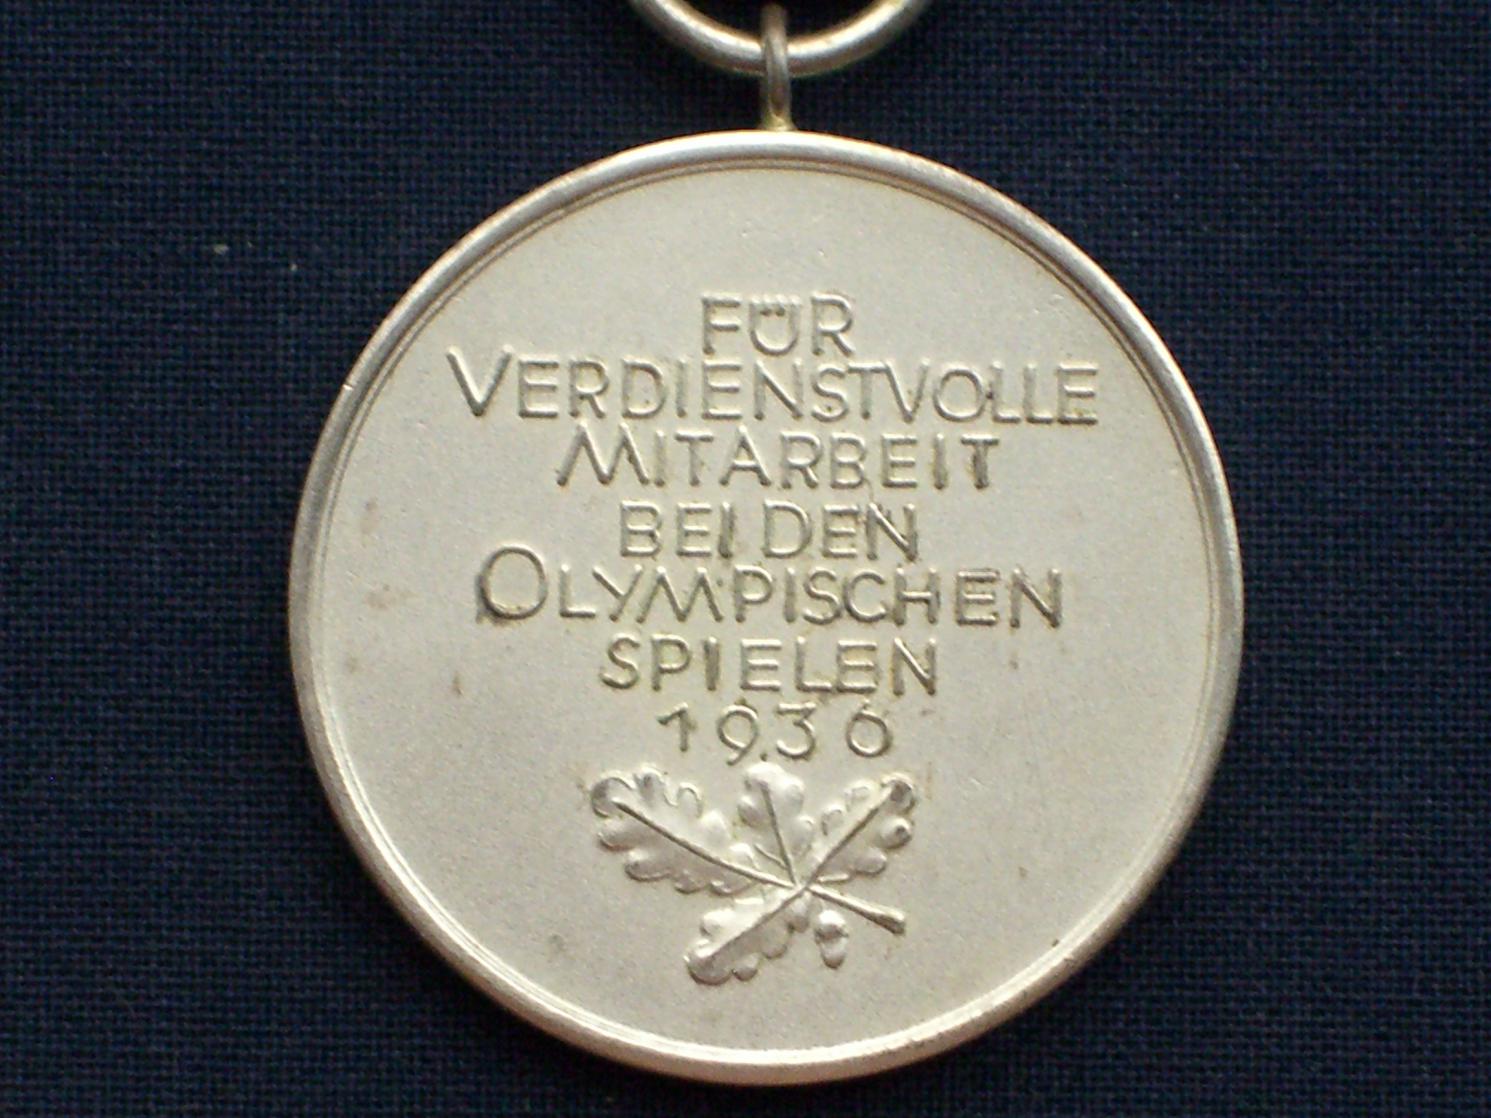 FÜR
VERDIENSTVOLLE
MITARBEIT
BEI DEN
OLYMPISCHEN
SPIELEN
1936